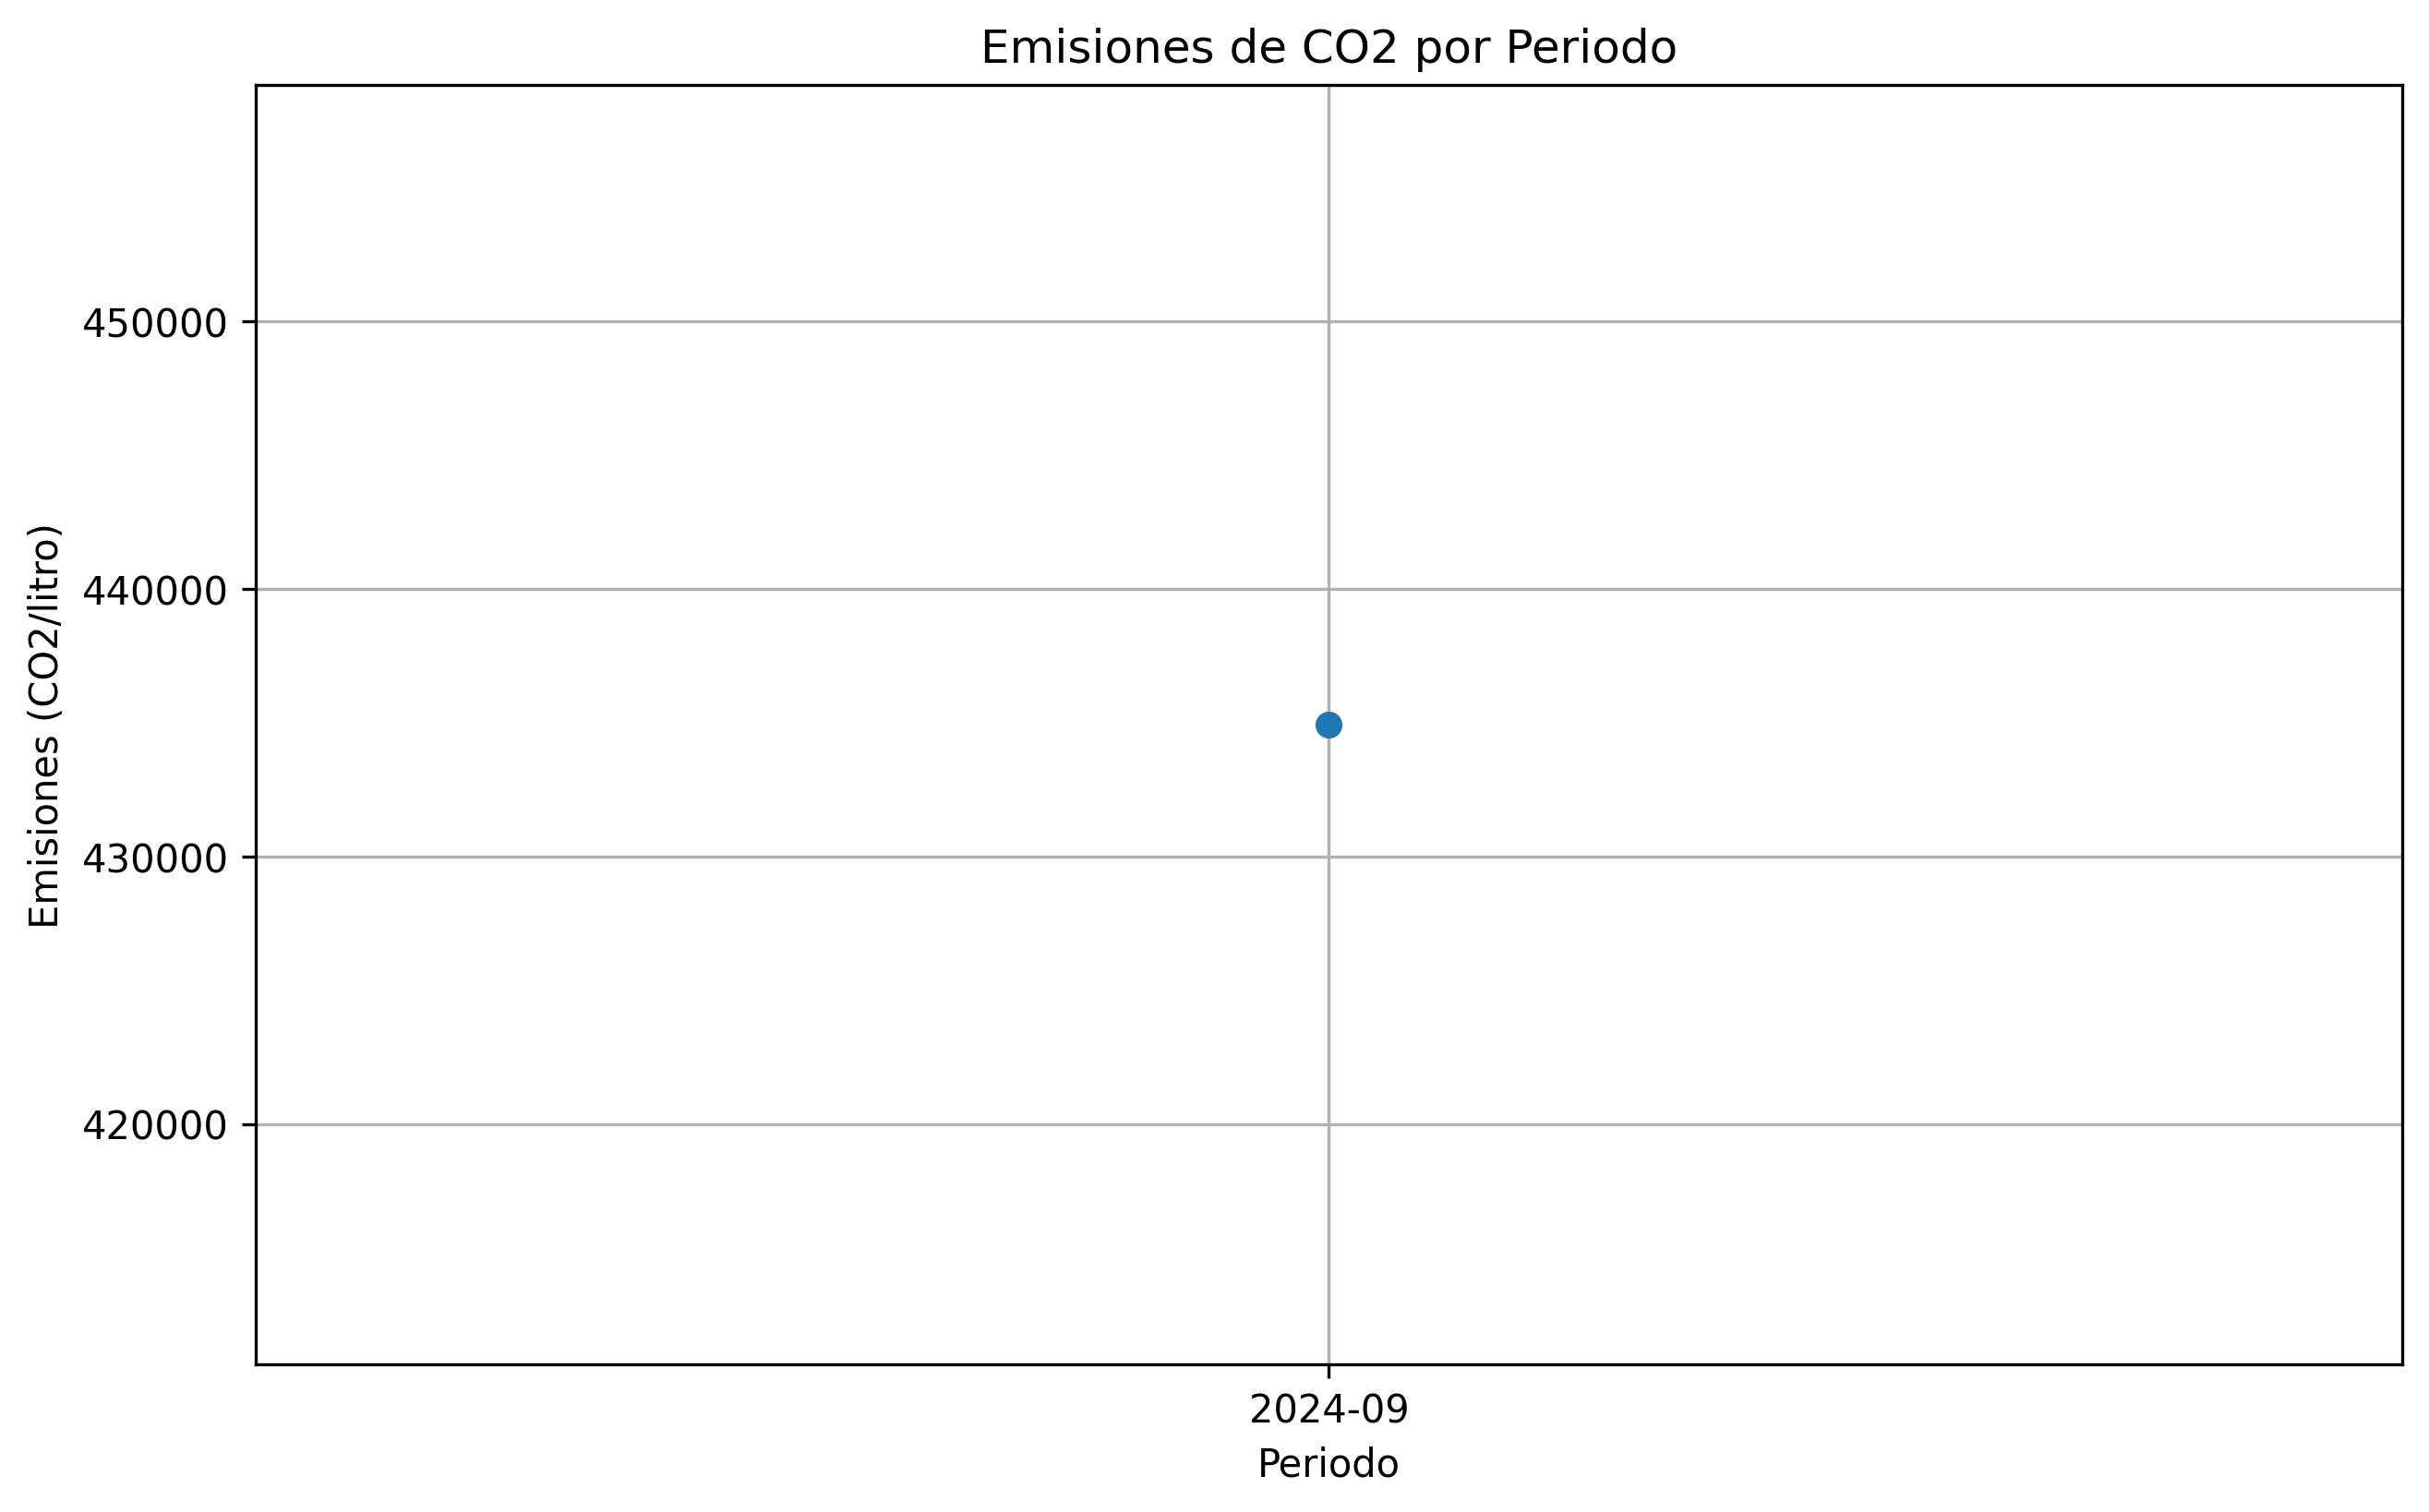 Emisiones de CO2 por Periodo
Emisiones (CO2/litro)
450000
440000
430000
420000
2024-09
Periodo